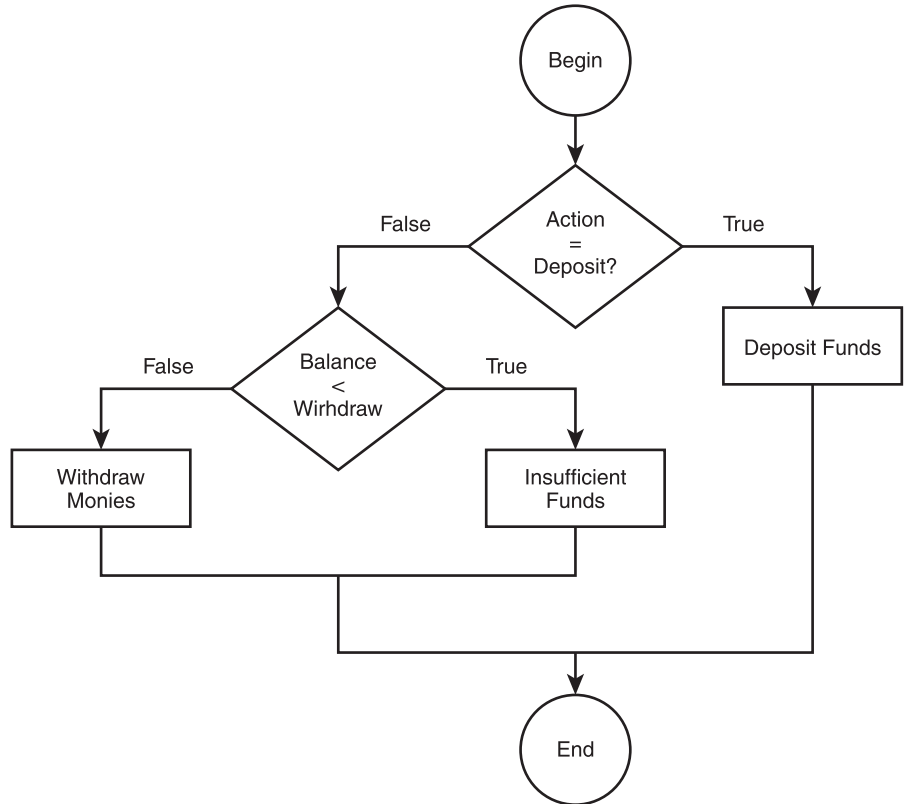 Begin
Action
=
Deposit?
False
True
Deposit Funds
Balance
<
Wirhdraw
False
True
Withdraw
Monies
Insufficient
Funds
End